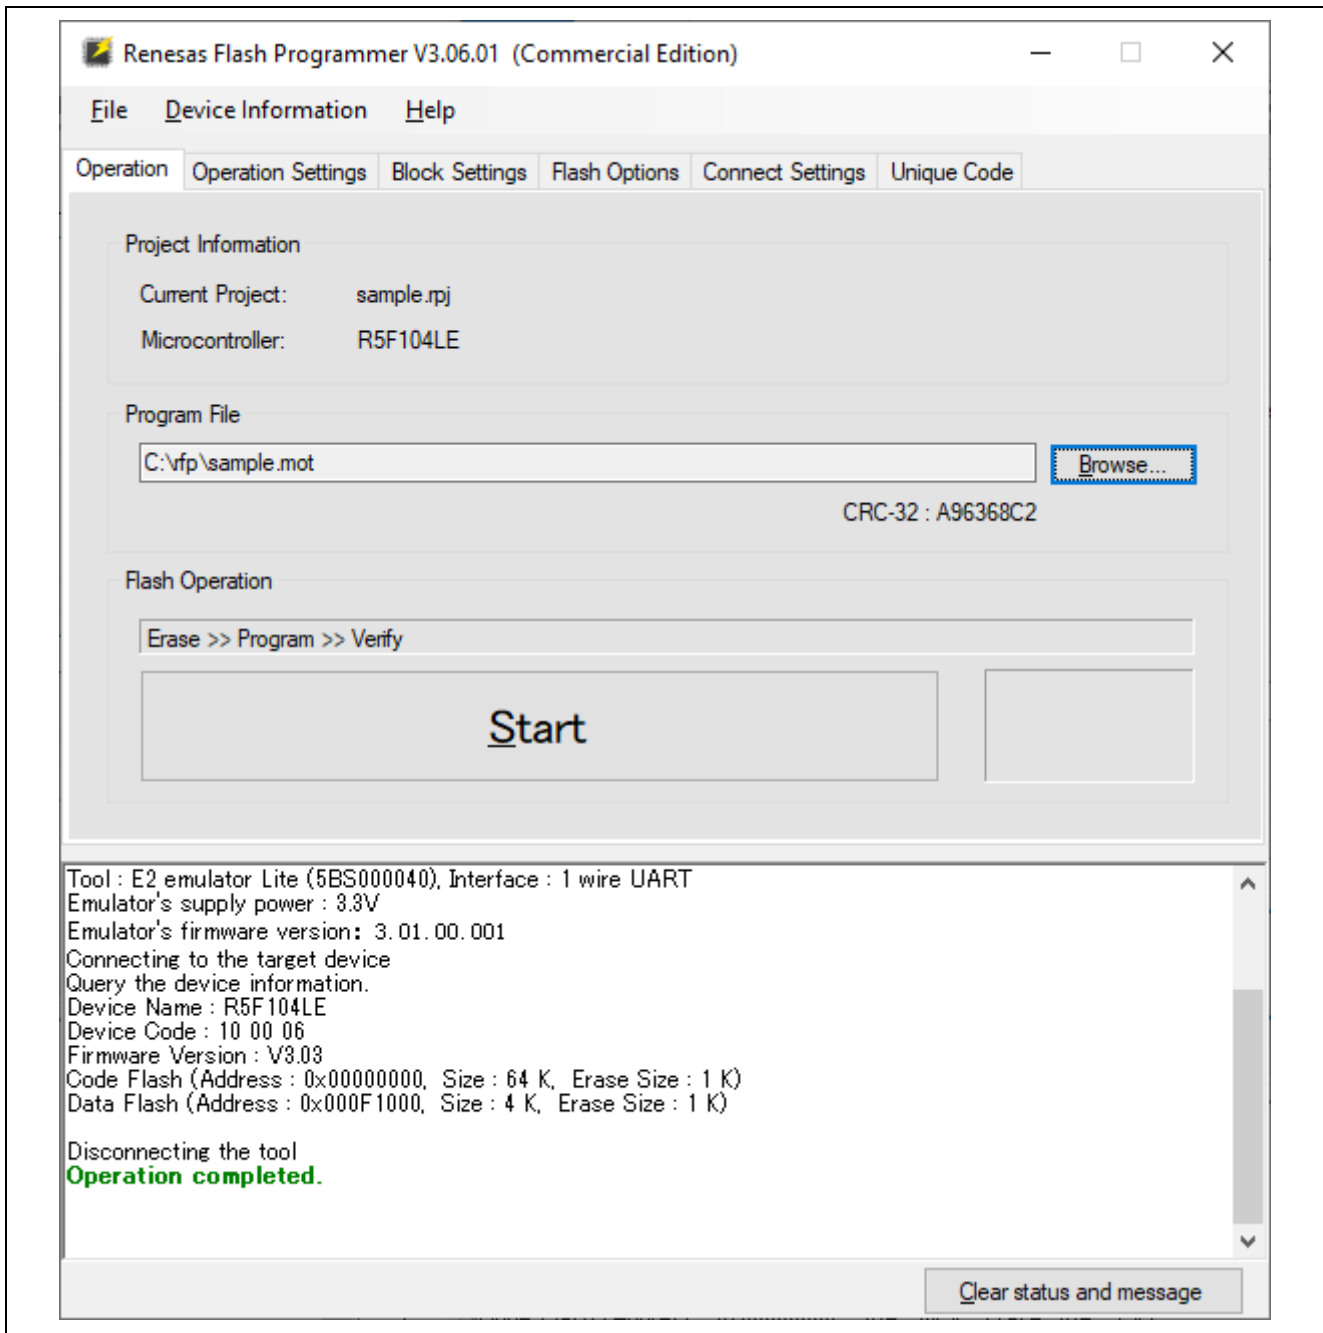 Renesas Flash Programmer V3.06.01 (Commercial Edition)
File Device Information Help
Operation Operation Settings Block Settings Flash Options Connect Settings Unique Code
Project Information
Current Project: sample.rpj
Microcontroller: R5F104LE
Program File
C:\rfp\sample.mot Browse...
CRC-32 : A96368C2
Flash Operation
Erase >> Program >> Verify
Start
Tool : E2 emulator Lite (5BS000040), Interface : 1 wire UART
Emulator's supply power : 3.3V
Emulator's firmware version: 3.01.00.001
Connecting to the target device
Query the device information.
Device Name : R5F104LE
Device Code : 10 00 06
Firmware Version : V3.03
Code Flash (Address : 0x00000000, Size : 64 K, Erase Size : 1 K)
Data Flash (Address : 0x000F1000, Size : 4 K, Erase Size : 1 K)
Disconnecting the tool
Operation completed.
Clear status and message